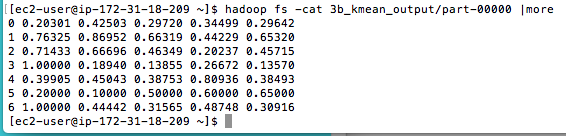 [[ec2-user@ip-172-31-18-209 ~]$ hadoop fs -cat 3b_kmean_output/part-00000 |more
0 0.20301 0.42503 0.29720 0.34499 0.29642
1 0.76325 0.86952 0.66319 0.44229 0.65320
2 0.71433 0.66696 0.46349 0.20237 0.45715
3 1.00000 0.18940 0.13855 0.26672 0.13570
4 0.39905 0.45043 0.38753 0.80936 0.38493
5 0.20000 0.10000 0.50000 0.60000 0.65000
6 1.00000 0.44442 0.31565 0.48748 0.30916
[ec2-user@ip-172-31-18-209 ~]$